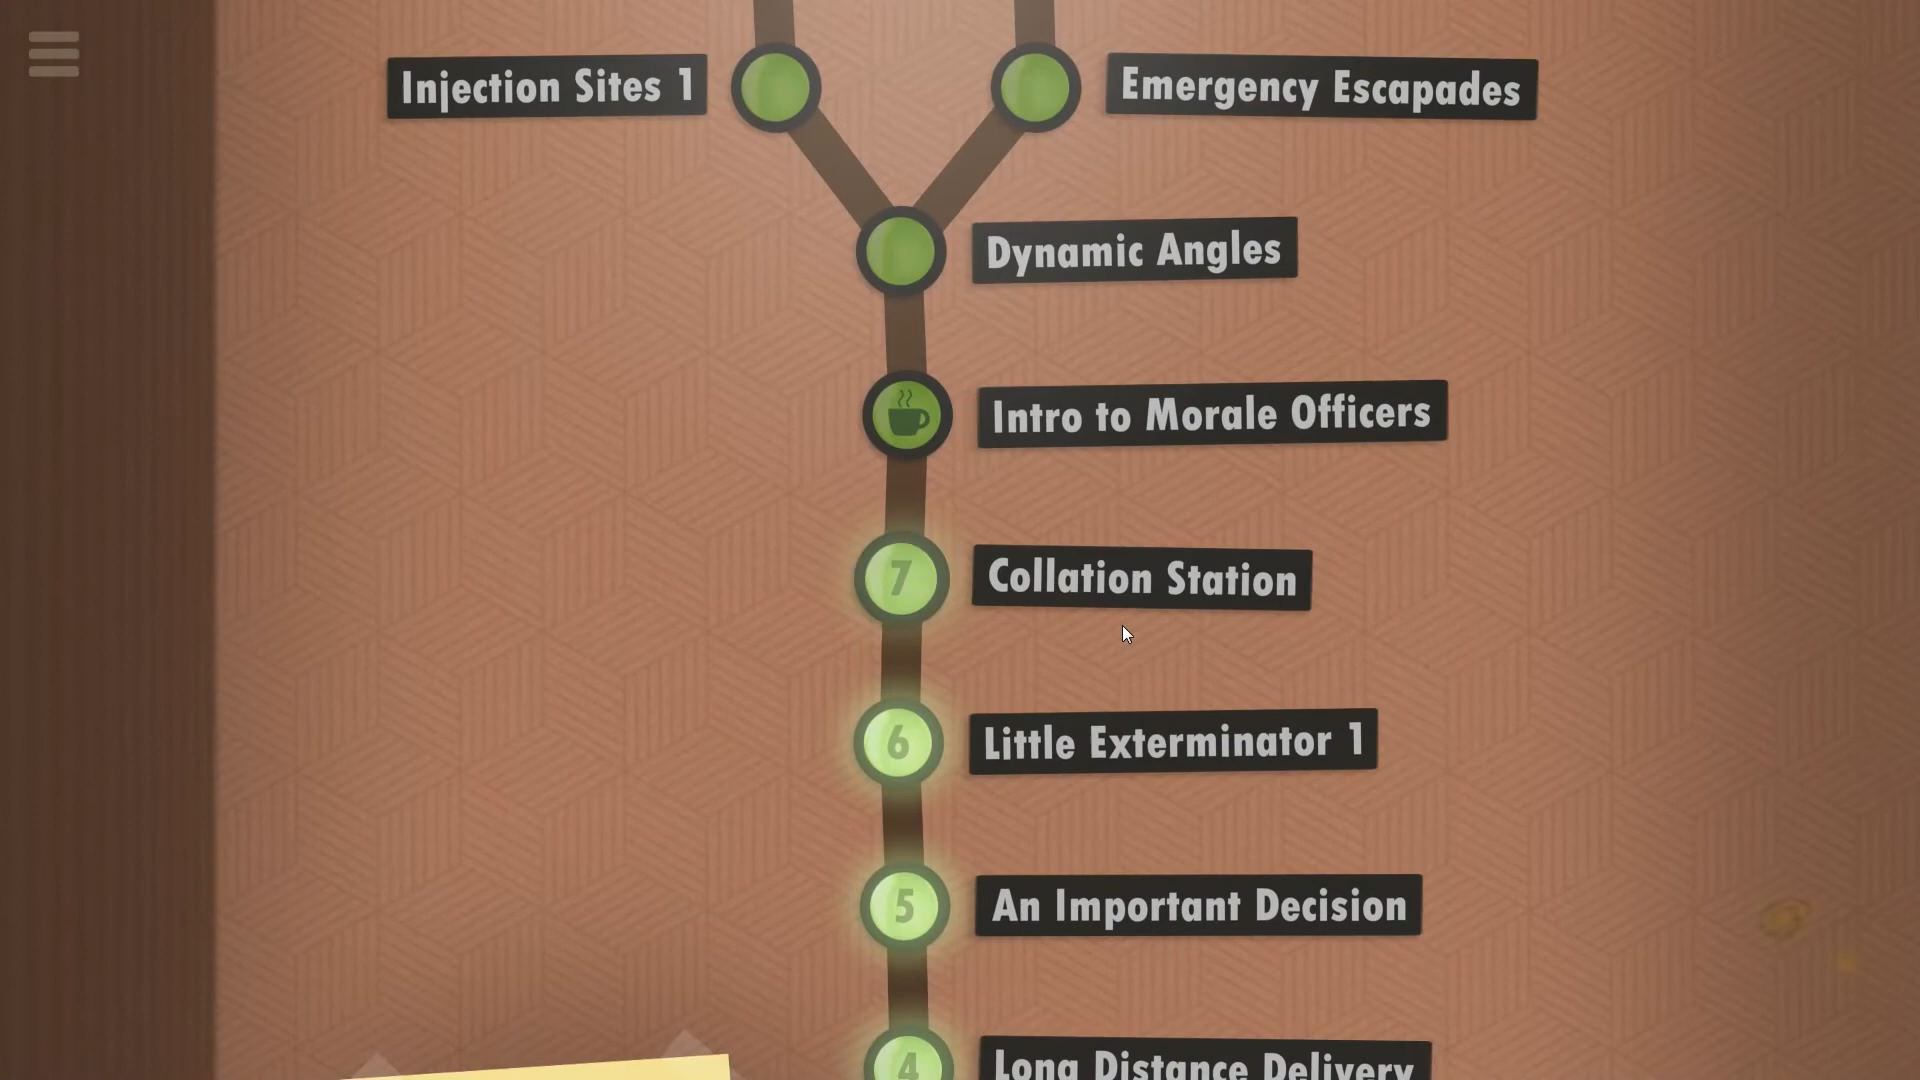 Injection Sites 1
Emergency Escapades
Dynamic Angles
Intro to Morale Officers
7
Collation Station
6
Little Exterminator 1
5
An Important Decision
4
Long Distance Delivery